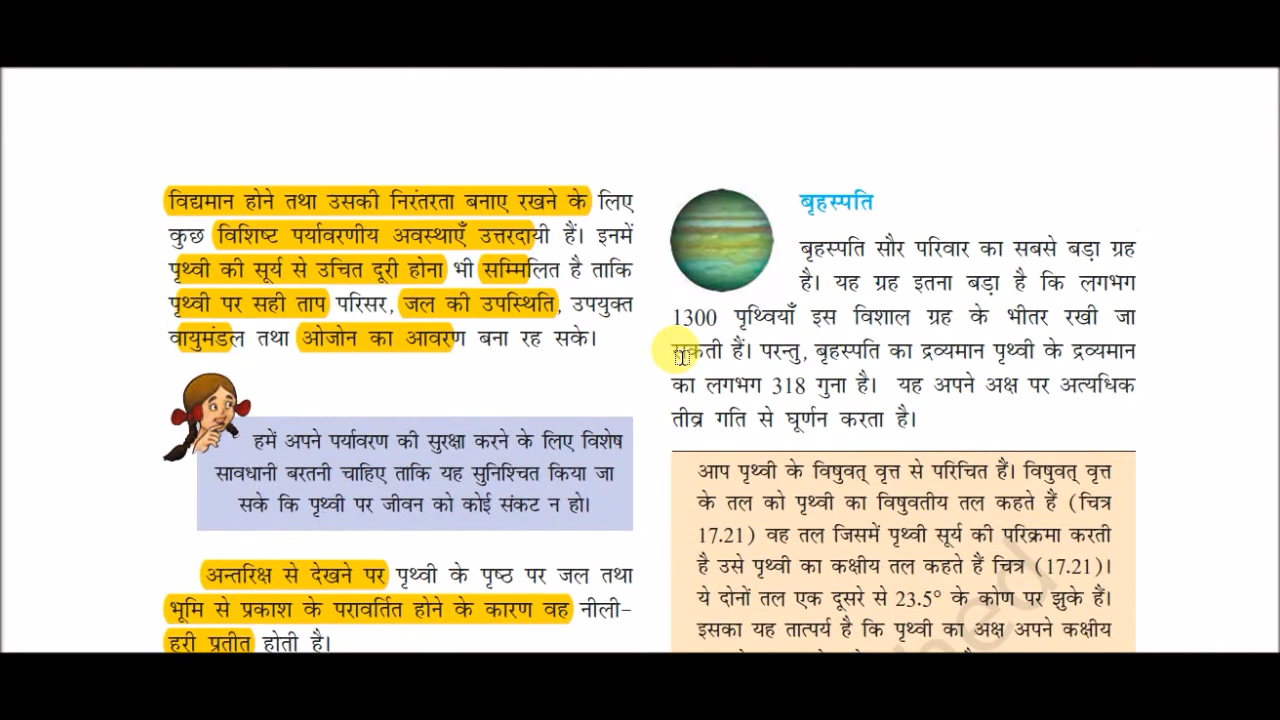 विद्यमान होने तथा उसकी निरंतरता बनाए रखने के लिए
कुछ विशिष्ट पर्यावरणीय अवस्थाएँ उत्तरदायी हैं। इनमें
पृथ्वी की सूर्य से उचित दूरी होना भी सम्मिलित है ताकि
पृथ्वी पर सही ताप परिसर, जल की उपस्थिति, उपयुक्त
वायुमंडल तथा ओजोन का आवरण बना रह सके।
हमें अपने पर्यावरण की सुरक्षा करने के लिए विशेष
सावधानी बरतनी चाहिए ताकि यह सुनिश्चित किया जा
सके कि पृथ्वी पर जीवन को कोई संकट न हो।
अन्तरिक्ष से देखने पर पृथ्वी के पृष्ठ पर जल तथा
भूमि से प्रकाश के परावर्तित होने के कारण वह नीली-
हरी प्रतीत होती है।
बृहस्पति
बृहस्पति सौर परिवार का सबसे बड़ा ग्रह
है। यह ग्रह इतना बड़ा है कि लगभग
1300 पृथ्वियाँ इस विशाल ग्रह के भीतर रखी जा
सकती हैं। परन्तु, बृहस्पति का द्रव्यमान पृथ्वी के द्रव्यमान
का लगभग 318 गुना है। यह अपने अक्ष पर अत्यधिक
तीव्र गति से घूर्णन करता है।
आप पृथ्वी के विषुवत् वृत्त से परिचित हैं। विषुवत् वृत्त
के तल को पृथ्वी का विषुवतीय तल कहते हैं (चित्र
17.21) वह तल जिसमें पृथ्वी सूर्य की परिक्रमा करती
है उसे पृथ्वी का कक्षीय तल कहते हैं चित्र (17.21)।
ये दोनों तल एक दूसरे से 23.5° के कोण पर झुके हैं।
इसका यह तात्पर्य है कि पृथ्वी का अक्ष अपने कक्षीय